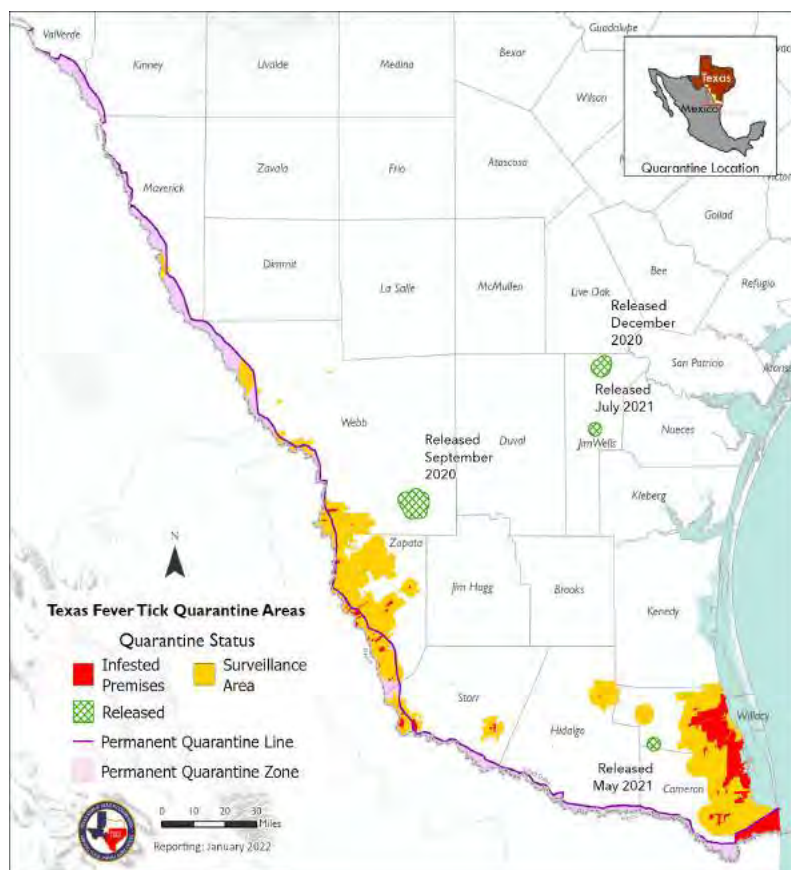 ValVerde
Kinney
Uvalde
Medina
Bexar
Guadalupe
Wilson
Texas
Mexico
Quarantine Location
Maverick
Zavala
Frio
Atascosa
Goliad
Dimmit
La Salle
McMullen
Live Oak
Bee
Refugio
Released
December
2020
San Patricio
Released
July 2021
Webb
Duval
Jim Wells
Nueces
Released
September
2020
Kleberg
N
Zapata
Jim Hogg
Brooks
Kenedy
Texas Fever Tick Quarantine Areas
Quarantine Status
Infested
Premises
Surveillance
Area
Released
Permanent Quarantine Line
Permanent Quarantine Zone
Starr
Hidalgo
Willacy
Released
May 2021
Cameron
0 10 20 30
Miles
Reporting: January 2022